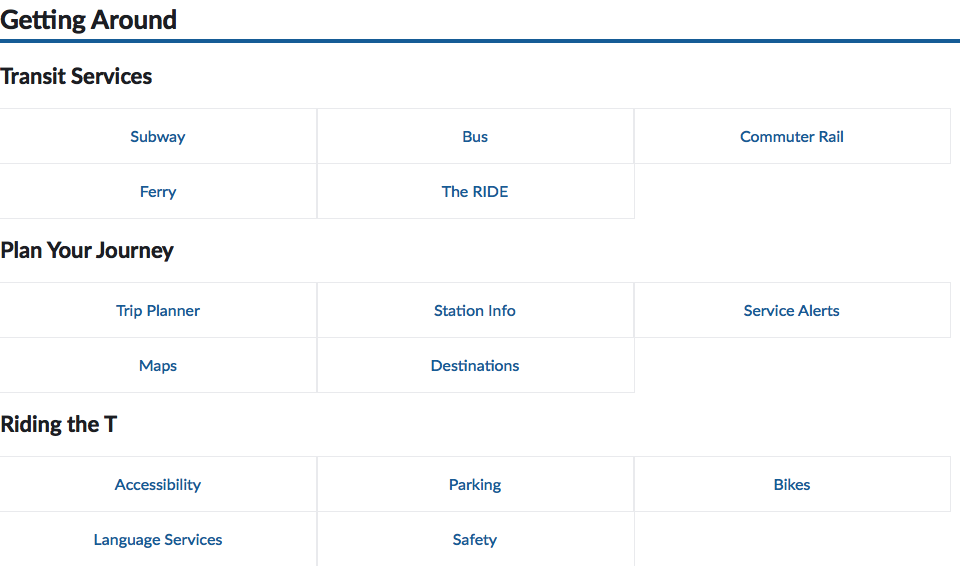 Getting Around
Transit Services
Subway Bus Commuter Rail
Ferry The RIDE
Plan Your Journey
Trip Planner Station Info Service Alerts
Maps Destinations
Riding the T
Accessibility Parking Bikes
Language Services Safety